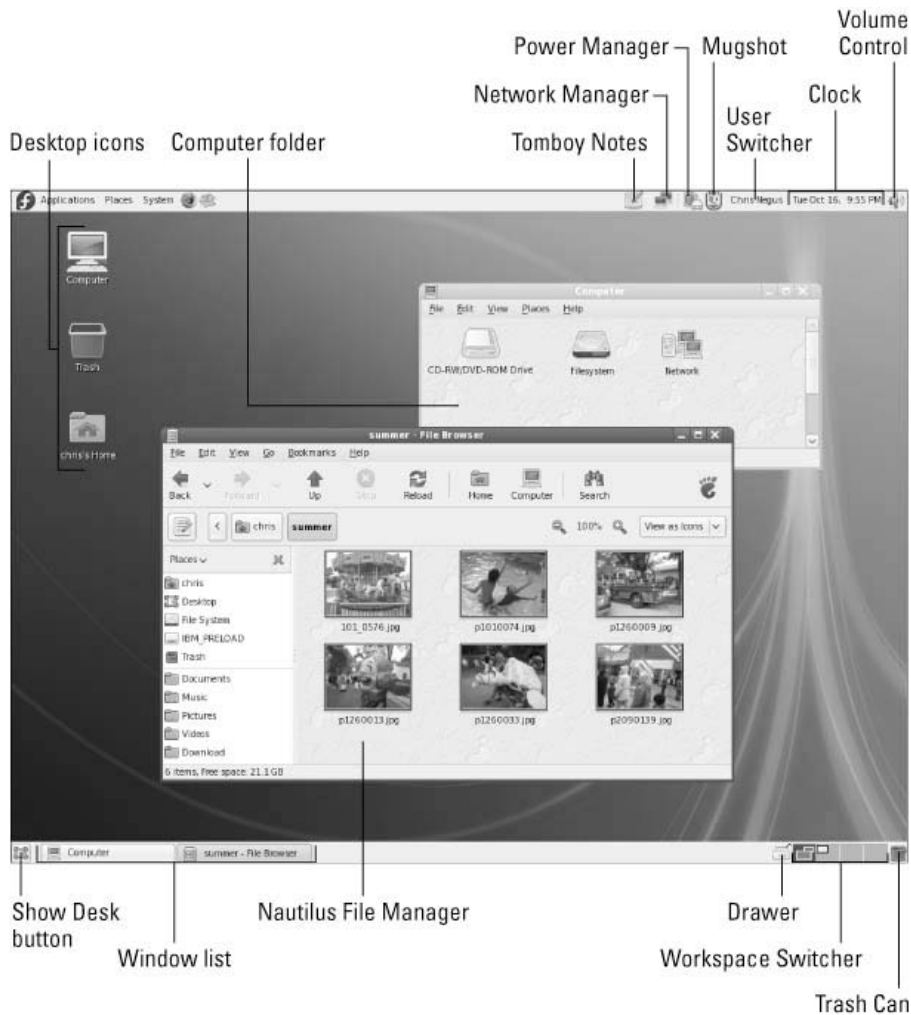 Volume
Control
Power Manager
Mugshot
Network Manager
Clock
User
Switcher
Desktop icons
Computer folder
Tomboy Notes
Applications Places System
Chris Negus
Tue Oct 16, 9:55 PM
Computer
Trash
chris's Home
Computer
File Edit View Places Help
CD-RW/DVD-ROM Drive
Filesystem
Network
summer - File Browser
File Edit View Go Bookmarks Help
Back
Forward
Up
Stop
Reload
Home
Computer
Search
chris
summer
100%
View as Icons
Places
chris
Desktop
File System
IBM_PRELOAD
Trash
Documents
Music
Pictures
Videos
Download
101_0576.jpg
p1010074.jpg
p1260009.jpg
p1260013.jpg
p1260033.jpg
p2090139.jpg
6 items, Free space: 21.1 GB
Computer
summer - File Browser
Show Desk
button
Nautilus File Manager
Drawer
Window list
Workspace Switcher
Trash Can